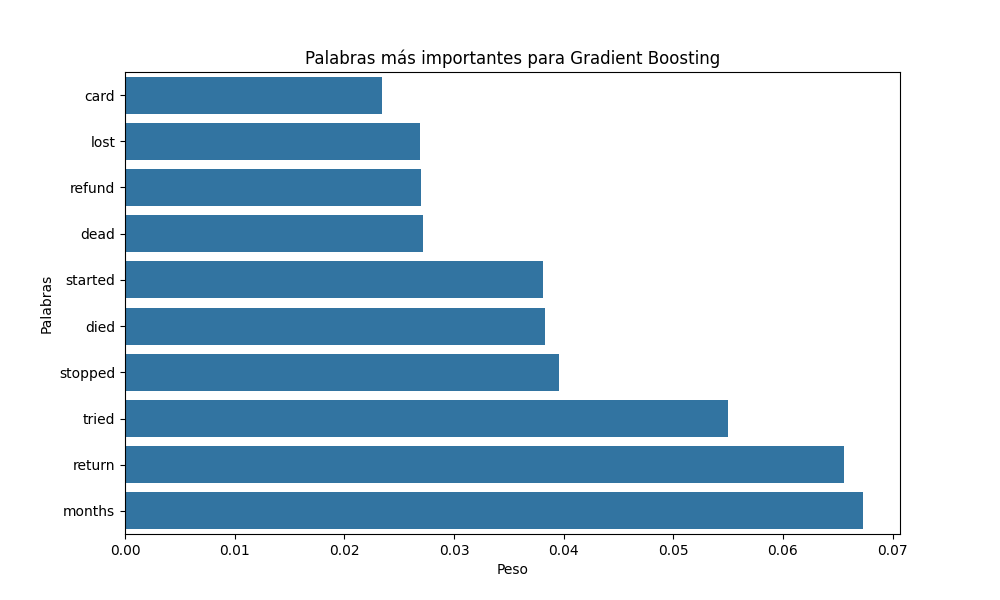 Palabras más importantes para Gradient Boosting
card
lost
refund
dead
started
died
stopped
tried
return
months
Palabras
0.00 0.01 0.02 0.03 0.04 0.05 0.06 0.07
Peso